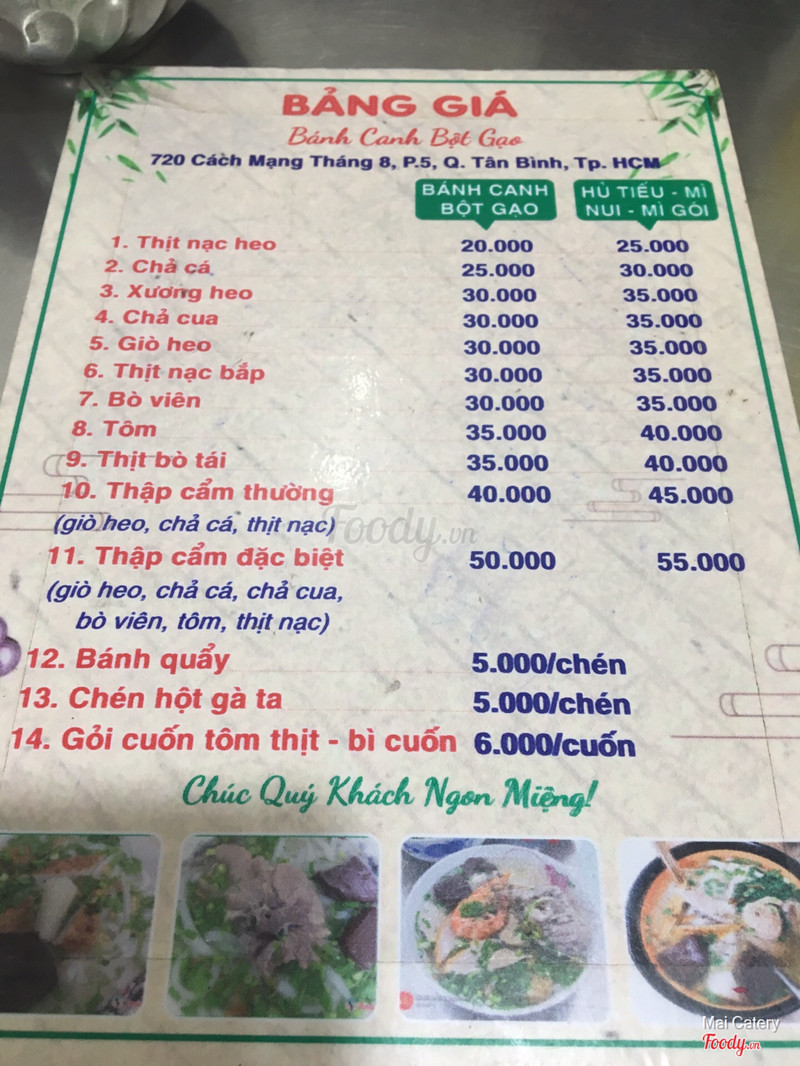 BẢNG GIÁ
Bánh Canh Bột Gạo
720 Cách Mạng Tháng 8, P.5, Q. Tân Bình, Tp. HCM
BÁNH CANH BỘT GẠO
HỦ TIẾU - MÌ NUI - MÌ GÓI
1. Thịt nạc heo 20.000 25.000
2. Chả cá 25.000 30.000
3. Xương heo 30.000 35.000
4. Chả cua 30.000 35.000
5. Giò heo 30.000 35.000
6. Thịt nạc bắp 30.000 35.000
7. Bò viên 30.000 35.000
8. Tôm 35.000 40.000
9. Thịt bò tái 35.000 40.000
10. Thập cẩm thường 40.000 45.000
(giò heo, chả cá, thịt nạc)
Foody.vn
11. Thập cẩm đặc biệt 50.000 55.000
(giò heo, chả cá, chả cua,
bò viên, tôm, thịt nạc)
12. Bánh quẩy 5.000/chén
13. Chén hột gà ta 5.000/chén
14. Gỏi cuốn tôm thịt - bì cuốn 6.000/cuốn
Chúc Quý Khách Ngon Miệng!
Mai Catery
Foody.vn